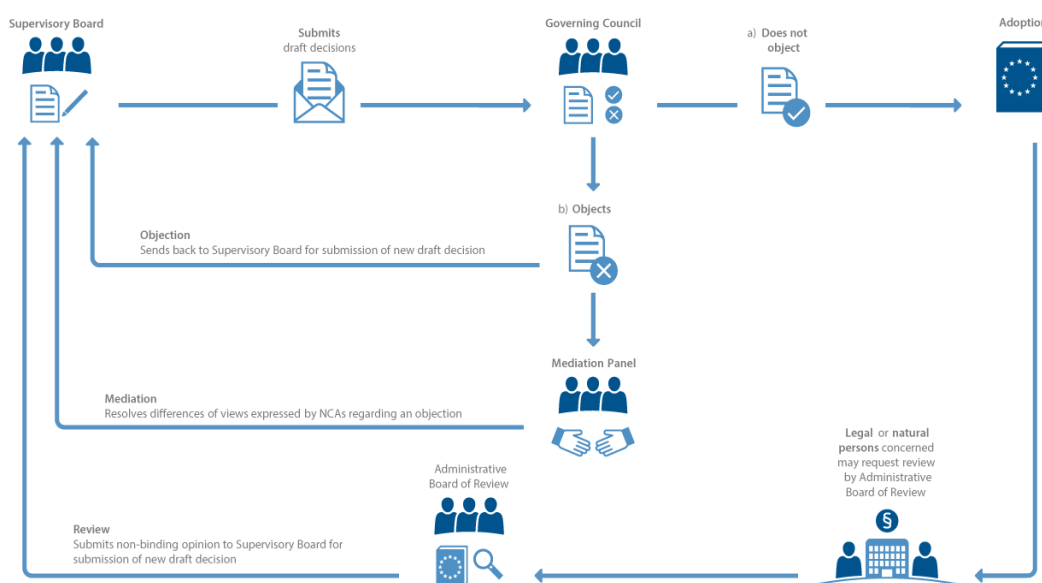 Supervisory Board
Submits
draft decisions
Governing Council
a) Does not
object
Adoption
b) Objects
Objection
Sends back to Supervisory Board for submission of new draft decision
Mediation Panel
Mediation
Resolves differences of views expressed by NCAs regarding an objection
Legal or natural
persons concerned
may request review
by Administrative
Board of Review
§
Administrative
Board of Review
Review
Submits non-binding opinion to Supervisory Board for
submission of new draft decision